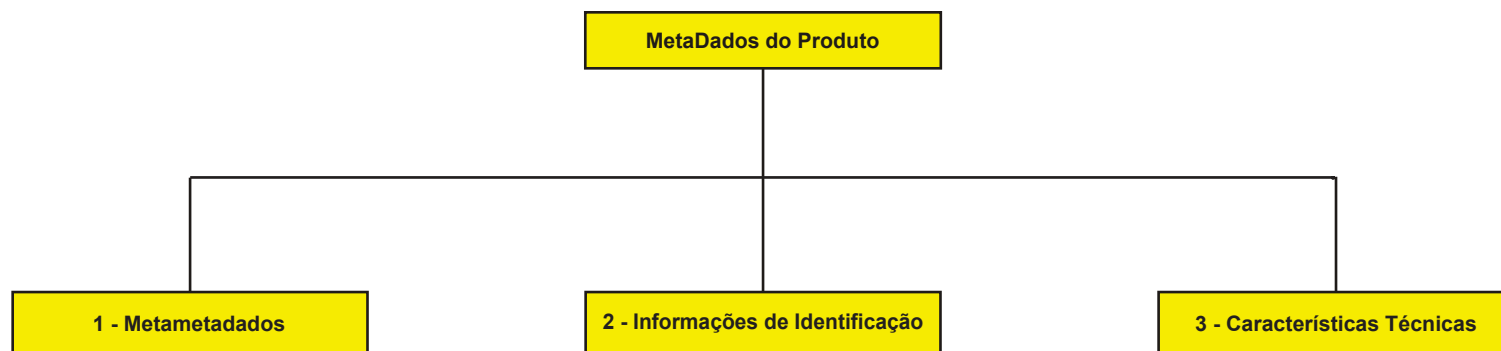 MetaDados do Produto
1 - Metametadados
2 - Informações de Identificação
3 - Características Técnicas